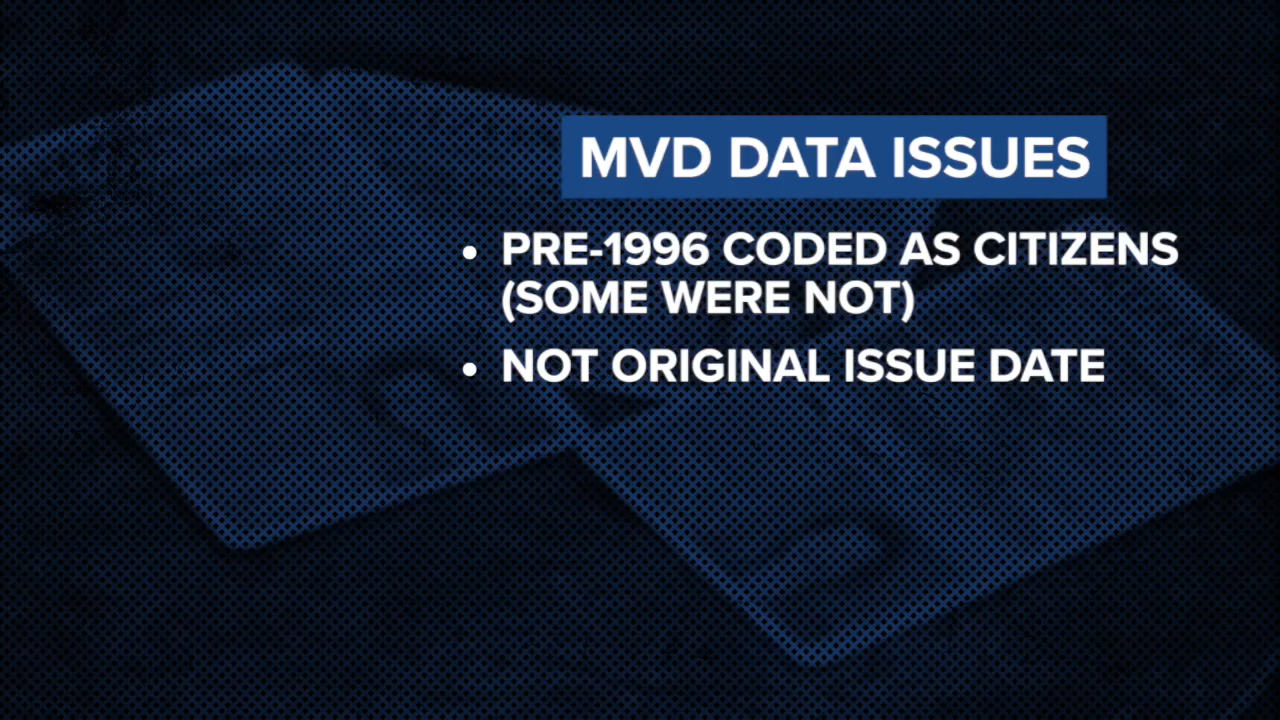 MVD DATA ISSUES
• PRE-1996 CODED AS CITIZENS
(SOME WERE NOT)
• NOT ORIGINAL ISSUE DATE